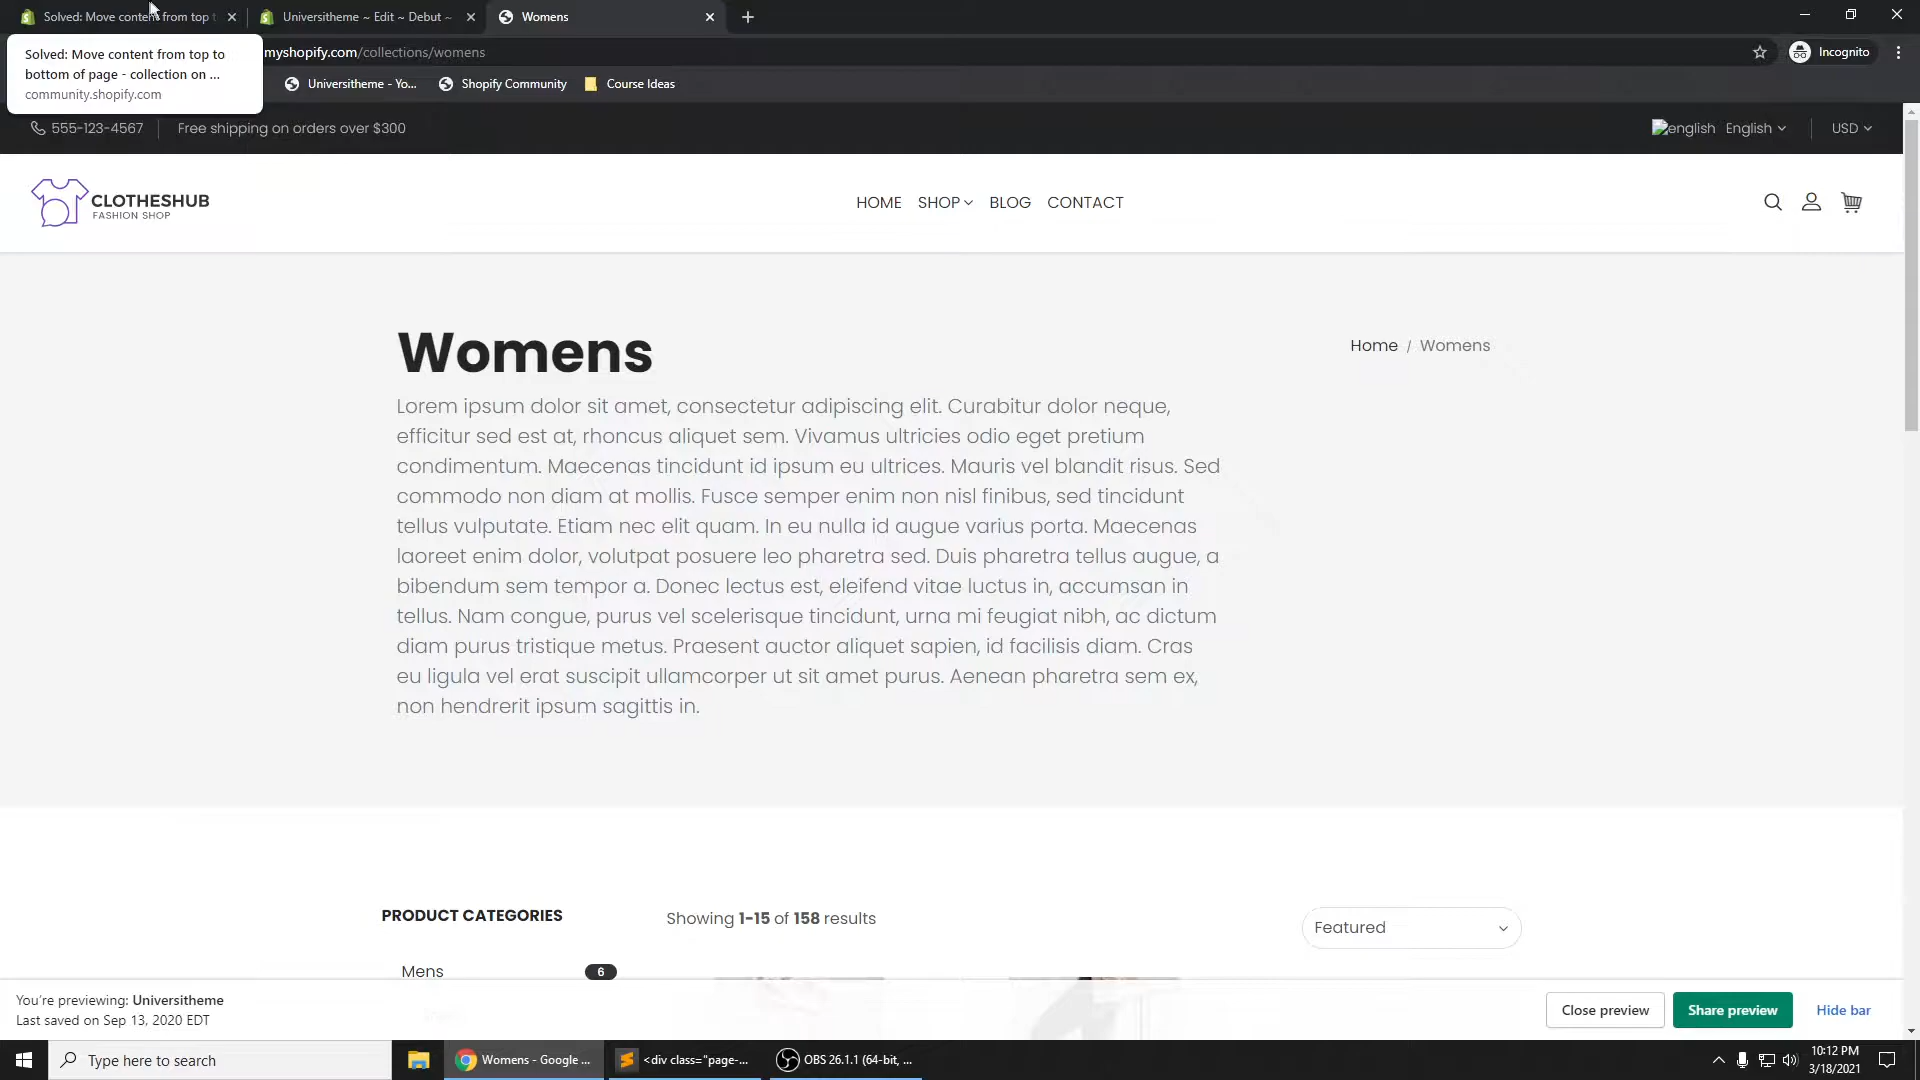 Solved: Move content from top t
Universitheme ~ Edit ~ Debut ~
Womens
Solved: Move content from top to
bottom of page - collection on ...
community.shopify.com
myshopify.com/collections/womens
Incognito
Universitheme - Yo...
Shopify Community
Course Ideas
555-123-4567
Free shipping on orders over $300
english
English
USD
CLOTHESHUB
FASHION SHOP
HOME
SHOP
BLOG
CONTACT
Womens
Home / Womens
Lorem ipsum dolor sit amet, consectetur adipiscing elit. Curabitur dolor neque,
efficitur sed est at, rhoncus aliquet sem. Vivamus ultricies odio eget pretium
condimentum. Maecenas tincidunt id ipsum eu ultrices. Mauris vel blandit risus. Sed
commodo non diam at mollis. Fusce semper enim non nisl finibus, sed tincidunt
tellus vulputate. Etiam nec elit quam. In eu nulla id augue varius porta. Maecenas
laoreet enim dolor, volutpat posuere leo pharetra sed. Duis pharetra tellus augue, a
bibendum sem tempor a. Donec lectus est, eleifend vitae luctus in, accumsan in
tellus. Nam congue, purus vel scelerisque tincidunt, urna mi feugiat nibh, ac dictum
diam purus tristique metus. Praesent auctor aliquet sapien, id facilisis diam. Cras
eu ligula vel erat suscipit ullamcorper ut sit amet purus. Aenean pharetra sem ex,
non hendrerit ipsum sagittis in.
PRODUCT CATEGORIES
Showing 1-15 of 158 results
Featured
Mens
6
You're previewing: Universitheme
Last saved on Sep 13, 2020 EDT
Close preview
Share preview
Hide bar
Type here to search
Womens - Google ...
<div class="page-...
OBS 26.1.1 (64-bit, ...
10:12 PM
3/18/2021